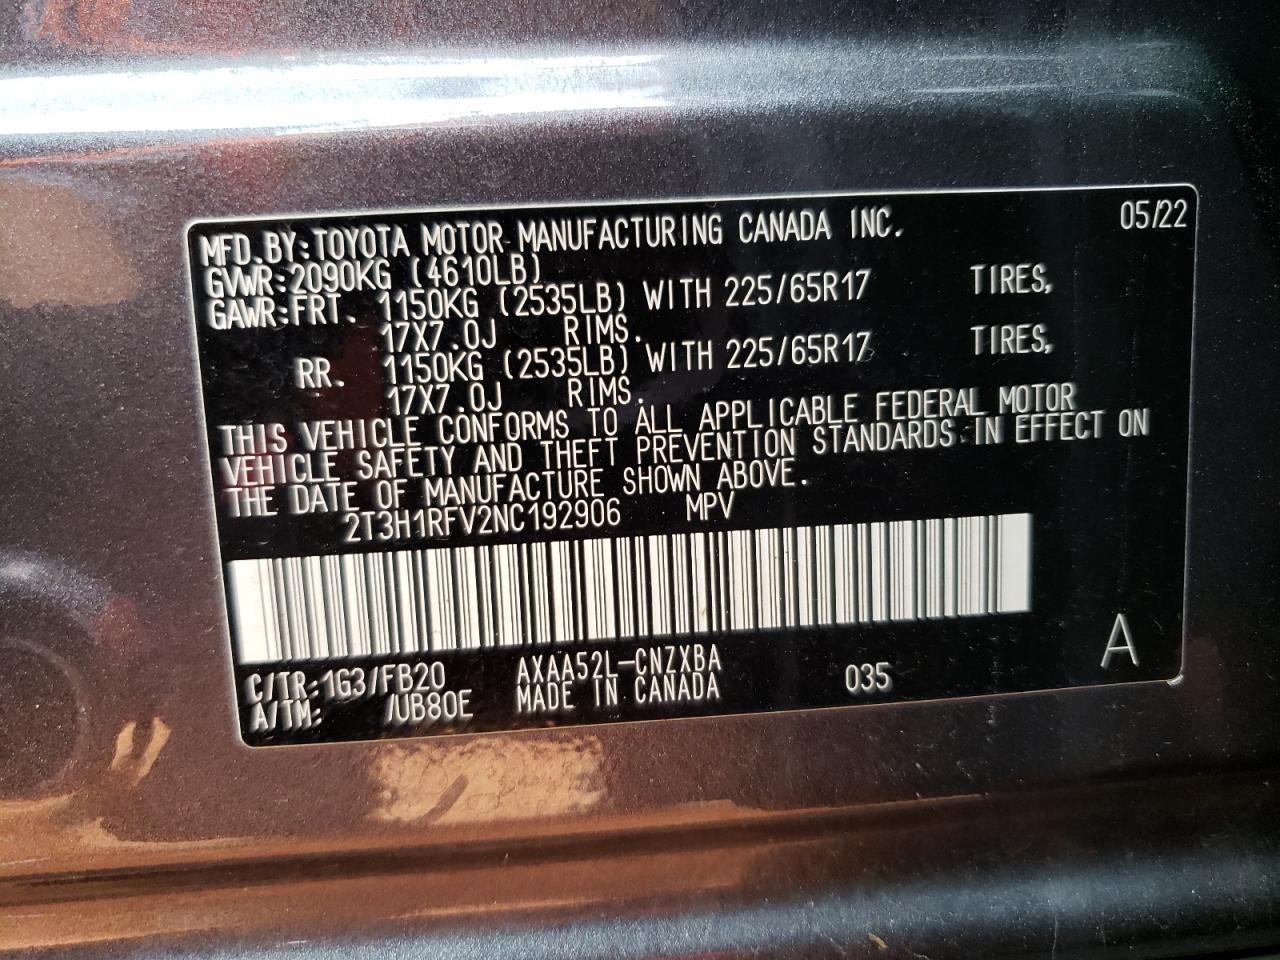 MFD.BY:TOYOTA MOTOR MANUFACTURING CANADA INC. 05/22
GVWR:2090KG (4610LB)
GAWR:FRT. 1150KG (2535LB) WITH 225/65R17 TIRES,
17X7.0J RIMS.
RR. 1150KG (2535LB) WITH 225/65R17 TIRES,
17X7.0J RIMS.
THIS VEHICLE CONFORMS TO ALL APPLICABLE FEDERAL MOTOR
VEHICLE SAFETY AND THEFT PREVENTION STANDARDS IN EFFECT ON
THE DATE OF MANUFACTURE SHOWN ABOVE.
2T3H1RFV2NC192906 MPV
C/TR:1G3/FB20 AXAA52L-CNZXBA 035 A
A/TM: /UB80E MADE IN CANADA